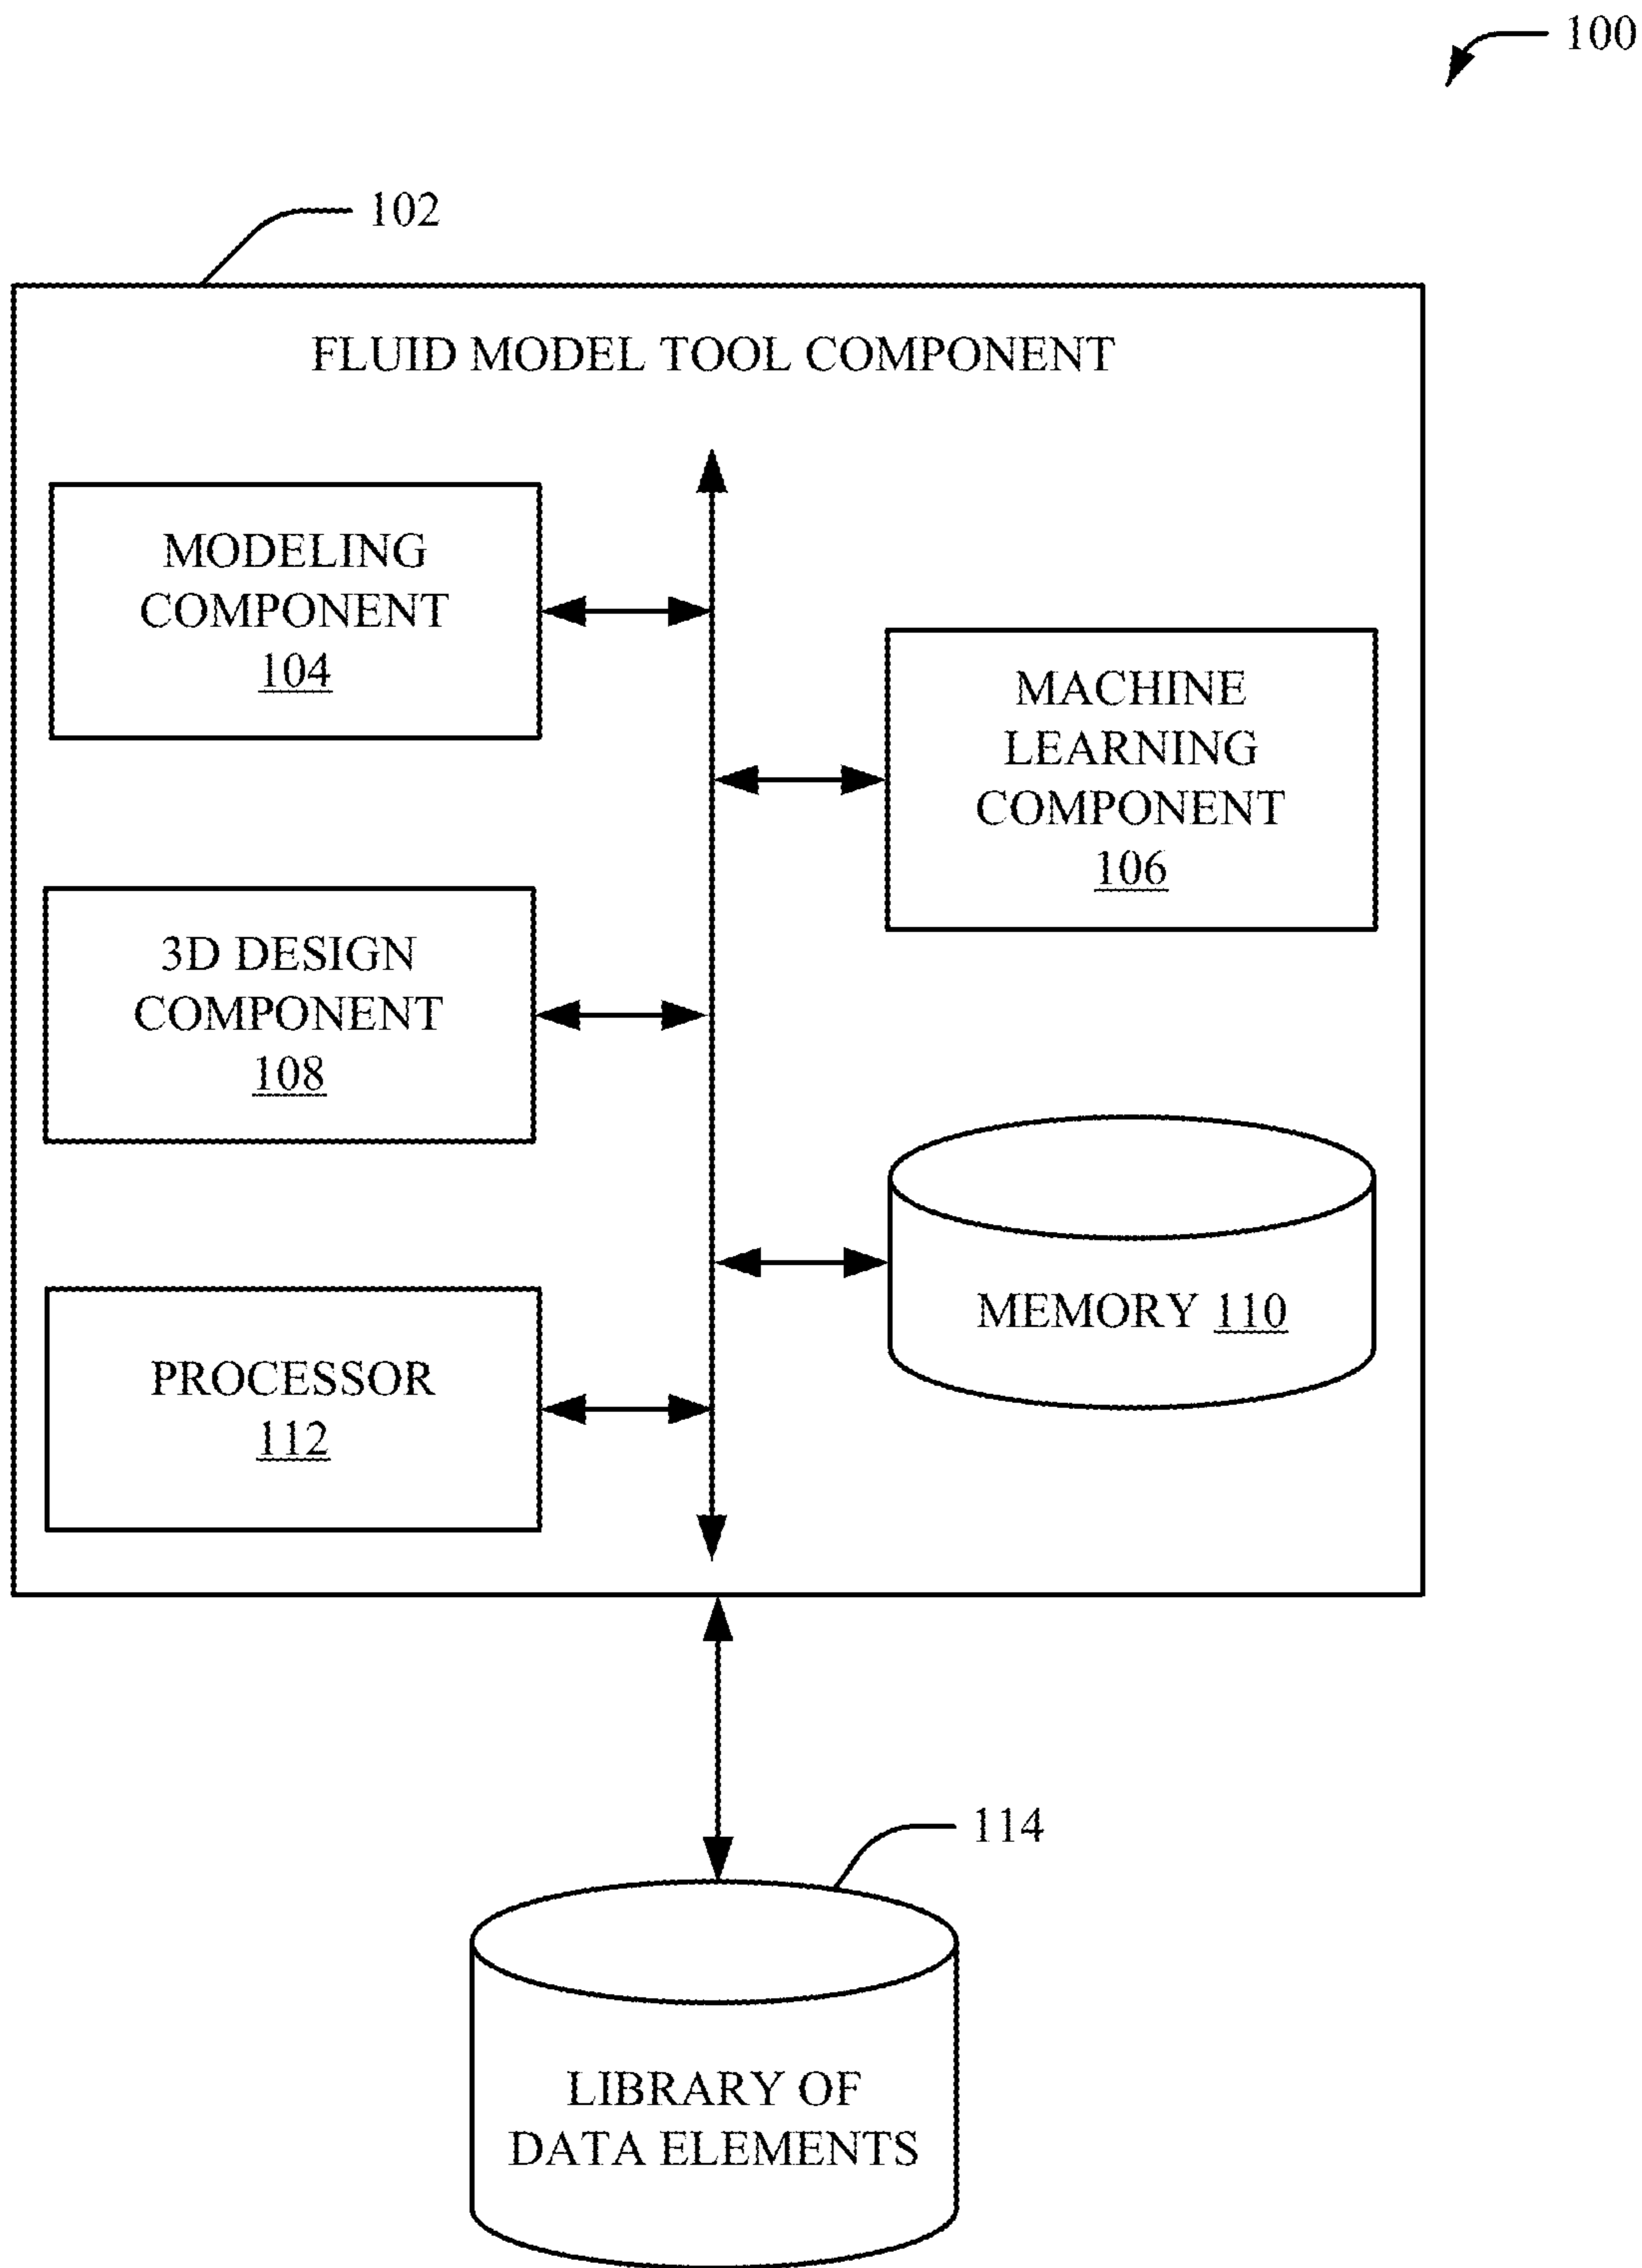 100
102
FLUID MODEL TOOL COMPONENT
MODELING
COMPONENT
104
MACHINE
LEARNING
COMPONENT
106
3D DESIGN
COMPONENT
108
MEMORY 110
PROCESSOR
112
114
LIBRARY OF
DATA ELEMENTS